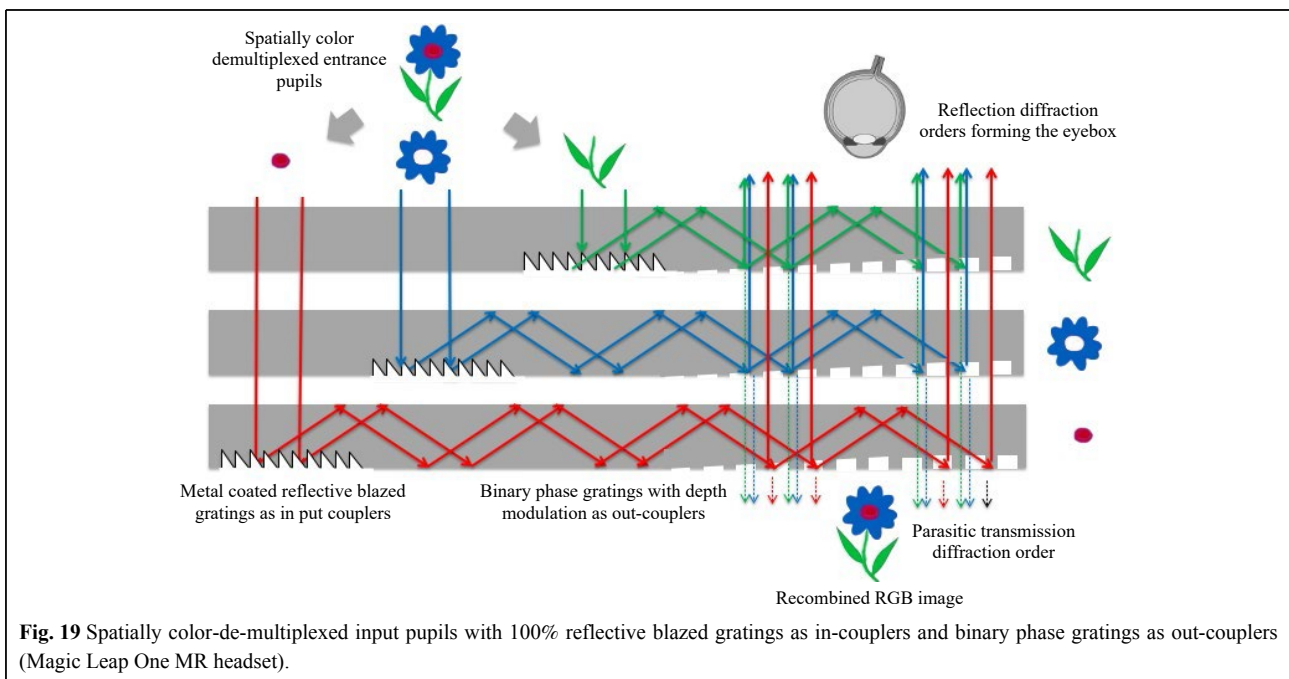 Spatially color
demultiplexed entrance
pupils
Reflection diffraction
orders forming the eyebox
Metal coated reflective blazed
gratings as in put couplers
Binary phase gratings with depth
modulation as out-couplers
Parasitic transmission
diffraction order
Recombined RGB image
Fig. 19 Spatially color-de-multiplexed input pupils with 100% reflective blazed gratings as in-couplers and binary phase gratings as out-couplers
(Magic Leap One MR headset).